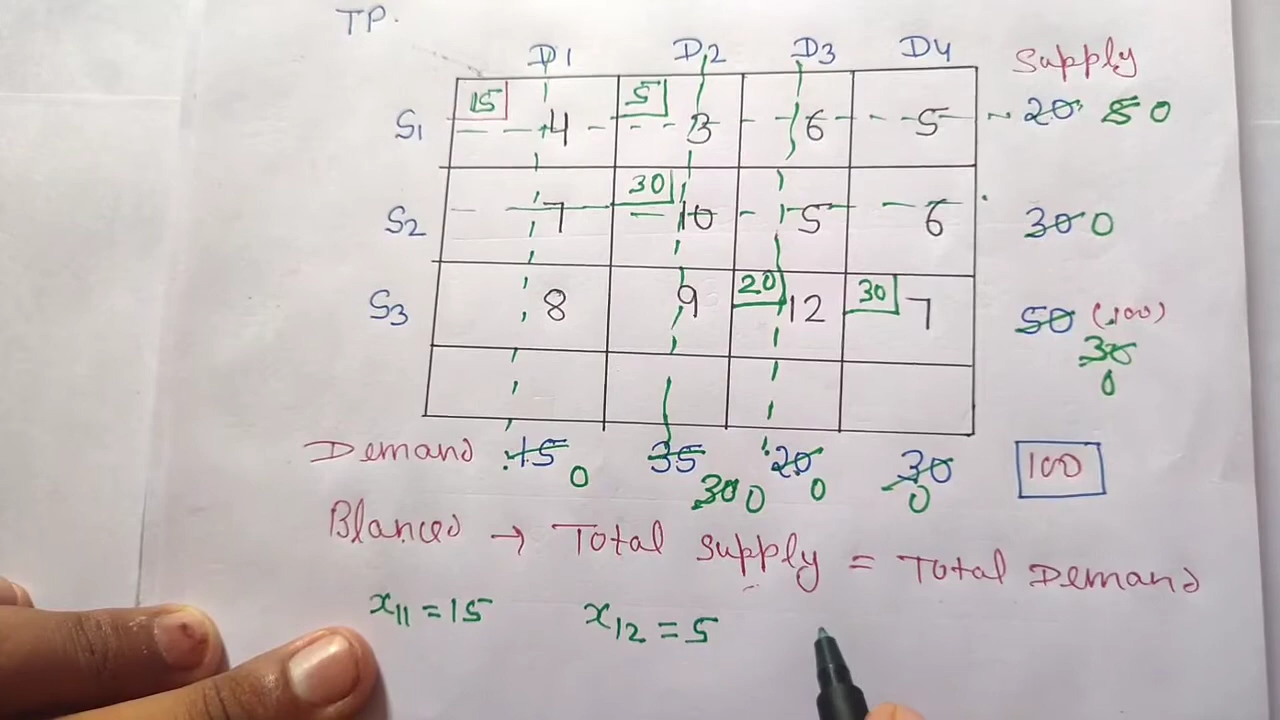 TP.
D1 D2 D3 D4 Supply
S1 15 4 5 3 6 5 20 5 0
S2 7 30 10 5 6 30 0
S3 8 9 20 12 30 7 50 (100)
30
0
Demand 15 35 20 30 100
0 30 0 0 0
Blanced → Total supply = Total Demand
x11 = 15 x12 = 5